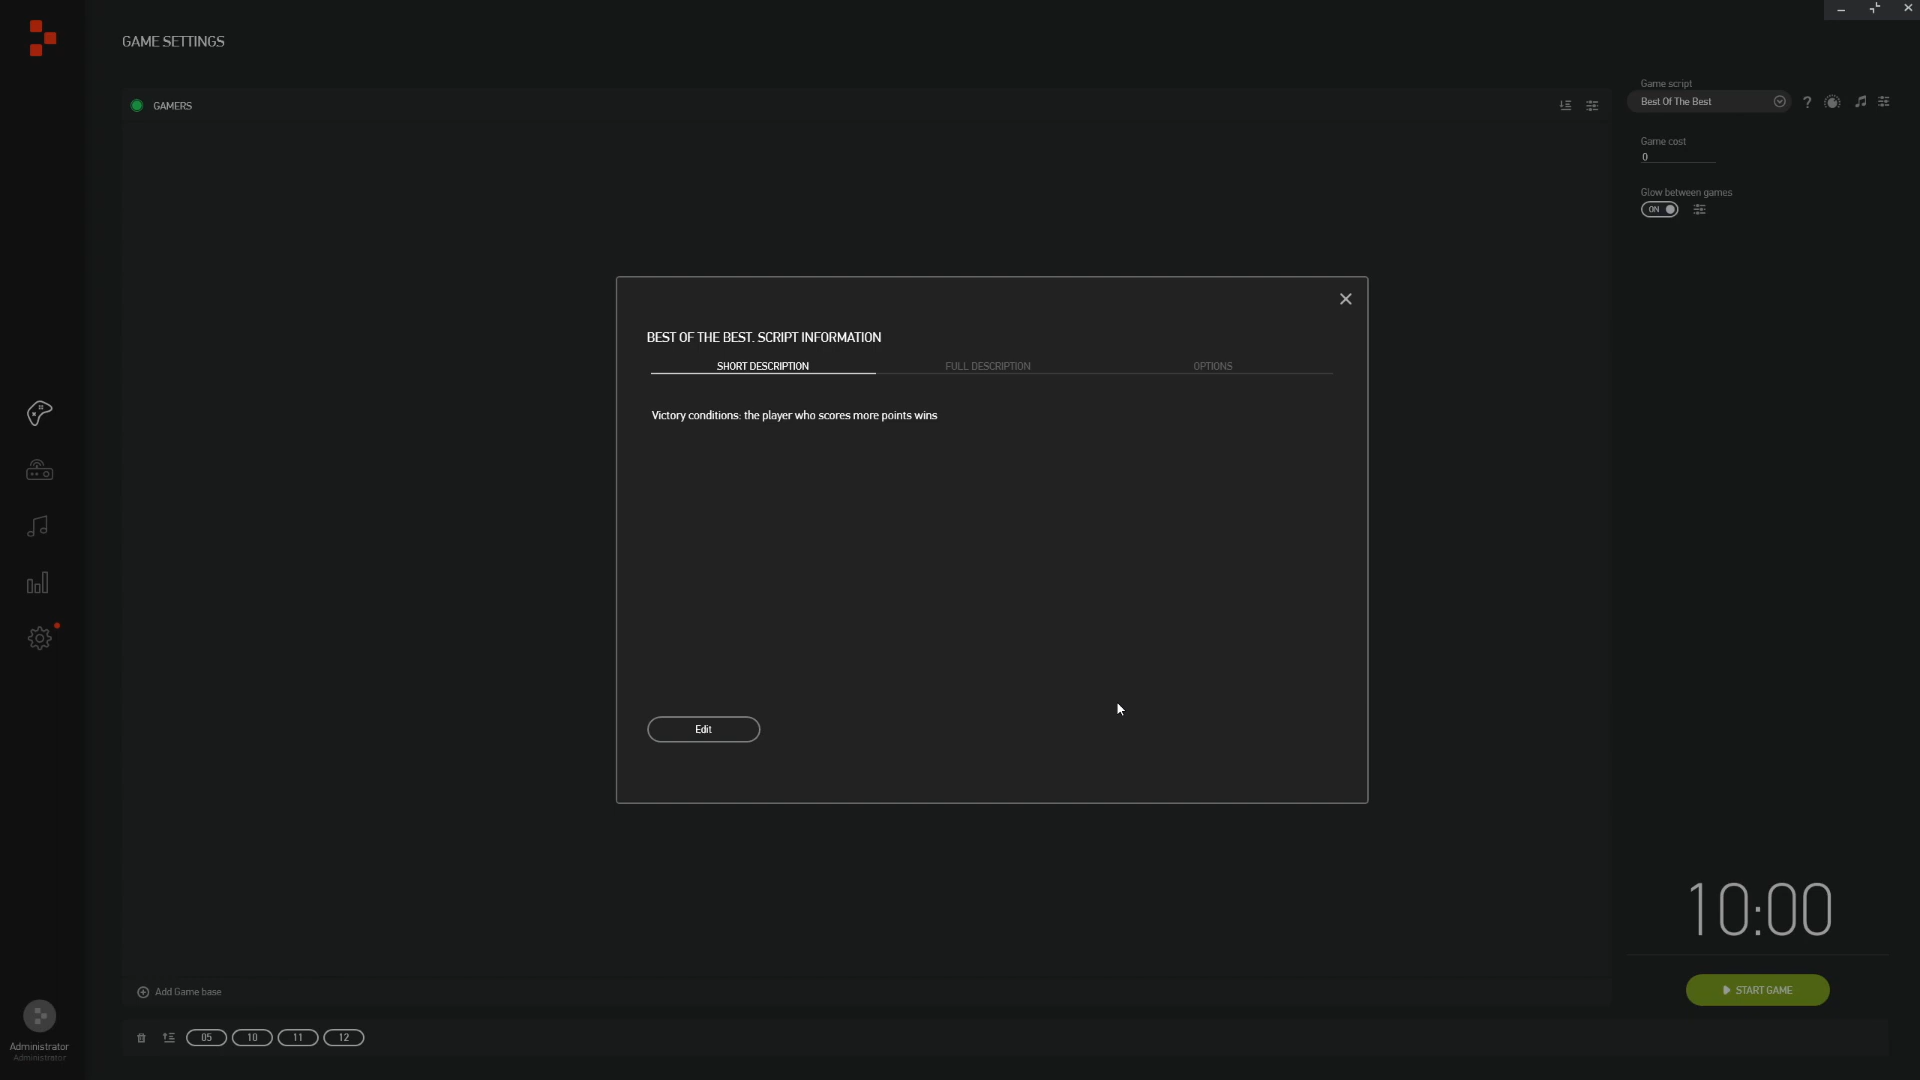 GAME SETTINGS
GAMERS
Game script
Best Of The Best
?
Game cost
0
Glow between games
ON
BEST OF THE BEST. SCRIPT INFORMATION
SHORT DESCRIPTION FULL DESCRIPTION OPTIONS
Victory conditions: the player who scores more points wins
Edit
10:00
START GAME
Add Game base
05 10 11 12
Administrator
Administrator